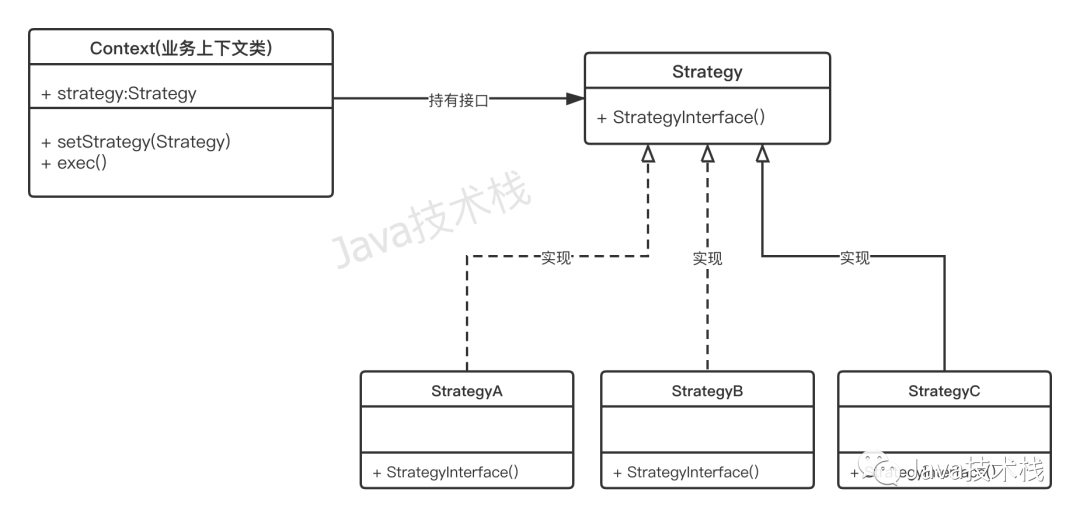 Context(业务上下文类)
+ strategy:Strategy
+ setStrategy(Strategy)
+ exec()
持有接口
Strategy
+ StrategyInterface()
Java技术栈
实现
实现
实现
StrategyA
+ StrategyInterface()
StrategyB
+ StrategyInterface()
StrategyC
+ StrategyInterface()
Java技术栈